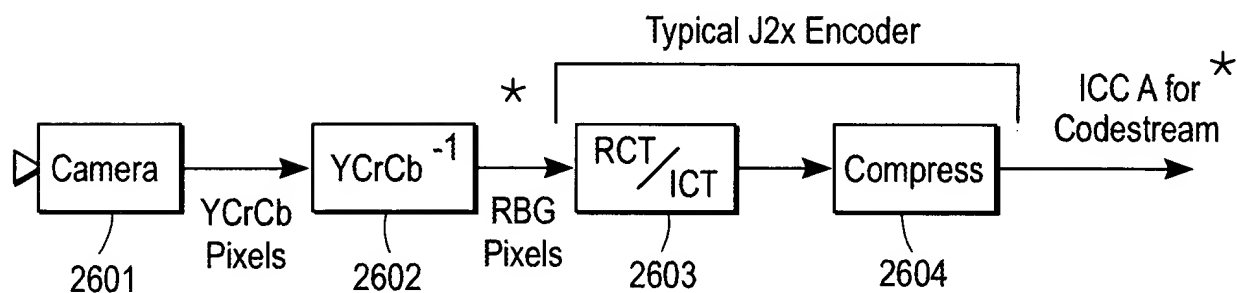 Typical J2x Encoder
*
*
ICC A for
Codestream
Camera
YCrCb -1
RCT/ICT
Compress
YCrCb
Pixels
RBG
Pixels
2601
2602
2603
2604